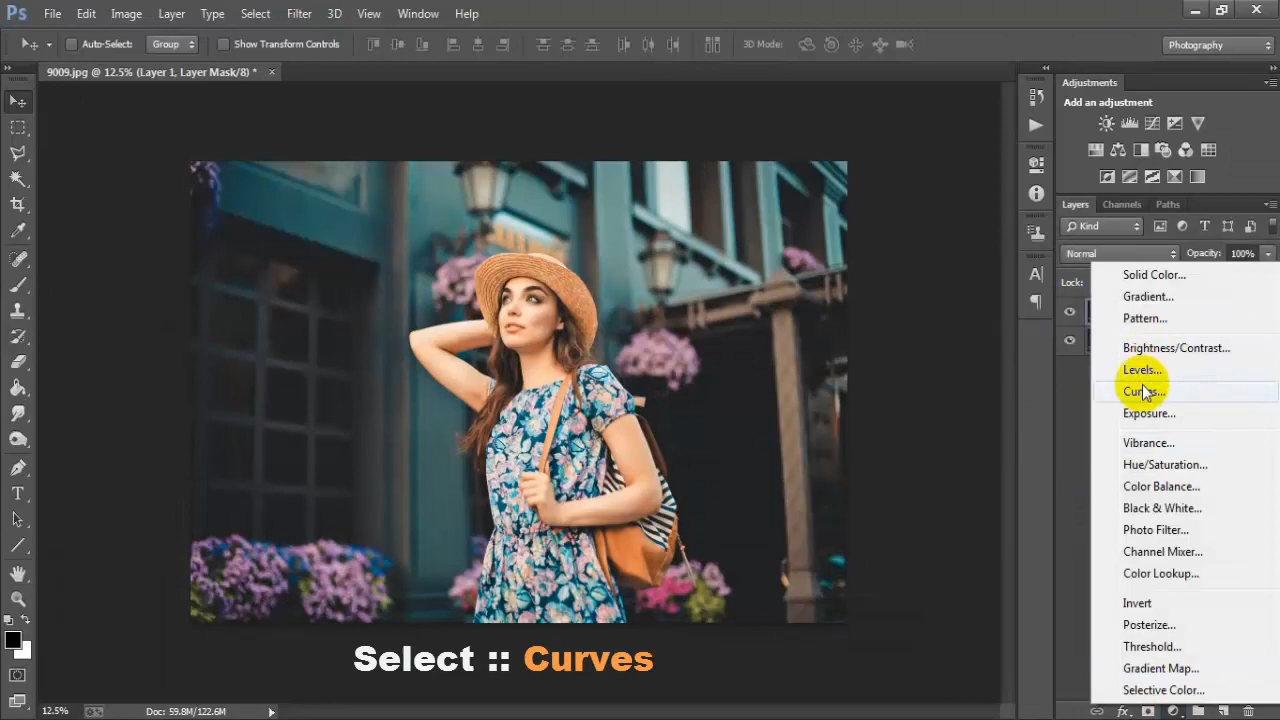 Ps File Edit Image Layer Type Select Filter 3D View Window Help
Auto-Select: Group Show Transform Controls 3D Mode: Photography
9009.jpg @ 12.5% (Layer 1, Layer Mask/8) *
Adjustments
Add an adjustment
Layers Channels Paths
Kind
Normal Opacity: 100%
Lock:
Solid Color...
Gradient...
Pattern...
Brightness/Contrast...
Levels...
Curves...
Exposure...
Vibrance...
Hue/Saturation...
Color Balance...
Black & White...
Photo Filter...
Channel Mixer...
Color Lookup...
Invert
Posterize...
Threshold...
Gradient Map...
Selective Color...
Select :: Curves
12.5% Doc: 59.8M/122.6M
fx